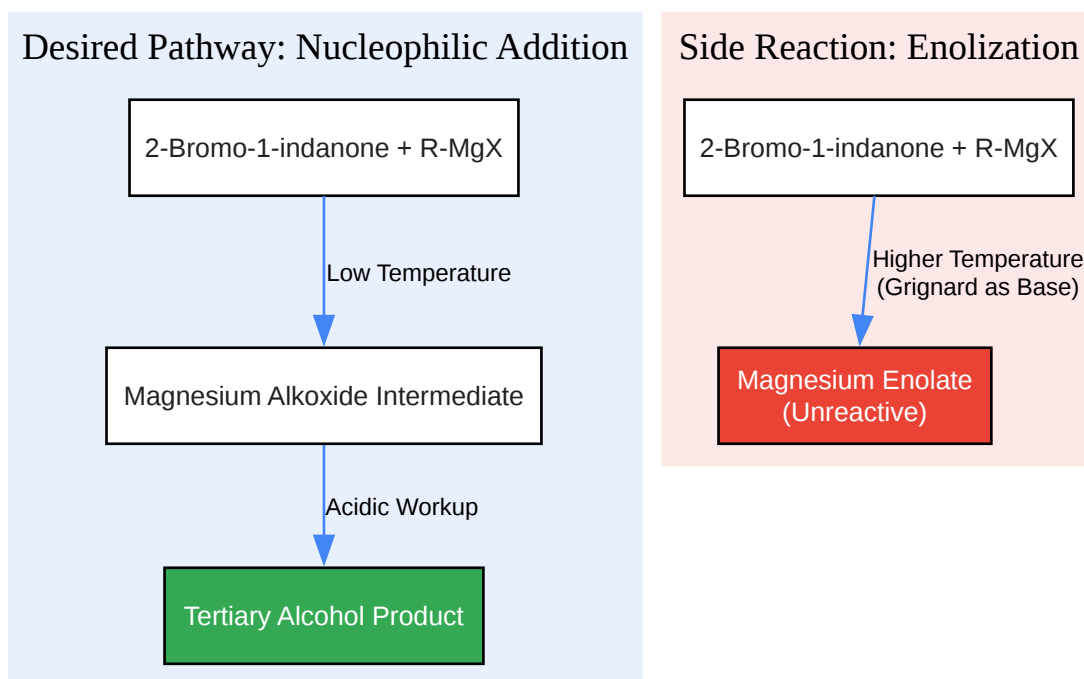 Desired Pathway: Nucleophilic Addition
2-Bromo-1-indanone + R-MgX
Low Temperature
Magnesium Alkoxide Intermediate
Acidic Workup
Tertiary Alcohol Product
Side Reaction: Enolization
2-Bromo-1-indanone + R-MgX
Higher Temperature
(Grignard as Base)
Magnesium Enolate
(Unreactive)